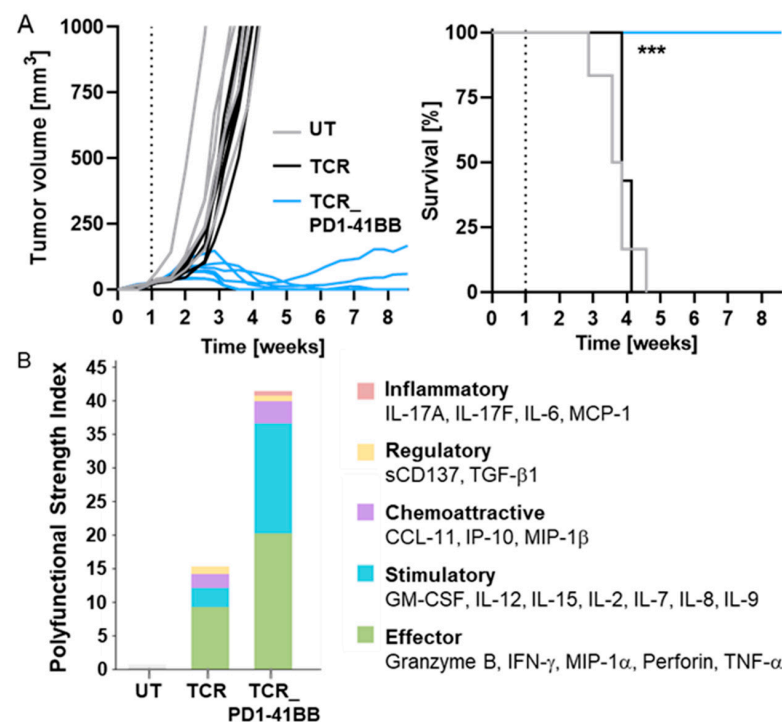 A
Tumor volume [mm³]
1000
750
500
250
0
0 1 2 3 4 5 6 7 8
Time [weeks]
UT
TCR
TCR_
PD1-41BB
Survival [%]
100
75
50
25
0
***
0 1 2 3 4 5 6 7 8
Time [weeks]
B
Polyfunctional Strength Index
45
40
35
30
25
20
15
10
5
0
UT TCR TCR_
PD1-41BB
Inflammatory
IL-17A, IL-17F, IL-6, MCP-1
Regulatory
sCD137, TGF-β1
Chemoattractive
CCL-11, IP-10, MIP-1β
Stimulatory
GM-CSF, IL-12, IL-15, IL-2, IL-7, IL-8, IL-9
Effector
Granzyme B, IFN-γ, MIP-1α, Perforin, TNF-α